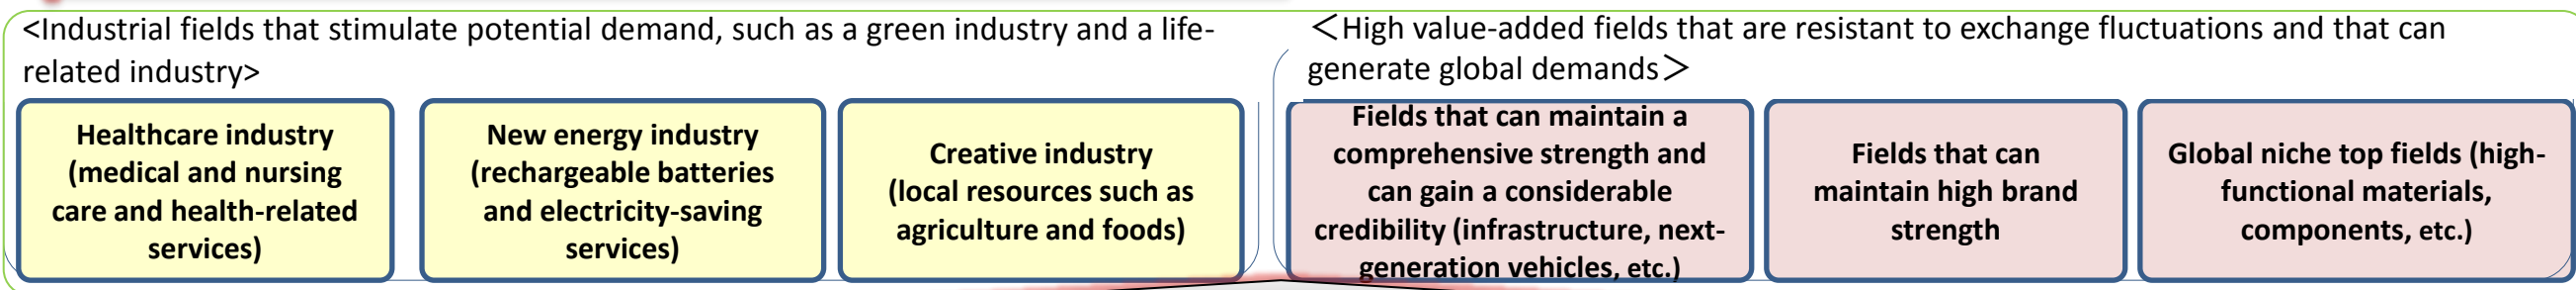 <Industrial fields that stimulate potential demand, such as a green industry and a life-
related industry>
Healthcare industry
(medical and nursing
care and health-related
services)
New energy industry
(rechargeable batteries
and electricity-saving
services)
Creative industry
(local resources such as
agriculture and foods)
＜High value-added fields that are resistant to exchange fluctuations and that can
generate global demands＞
Fields that can maintain a
comprehensive strength and
can gain a considerable
credibility (infrastructure, next-
generation vehicles, etc.)
Fields that can
maintain high brand
strength
Global niche top fields (high-
functional materials,
components, etc.)